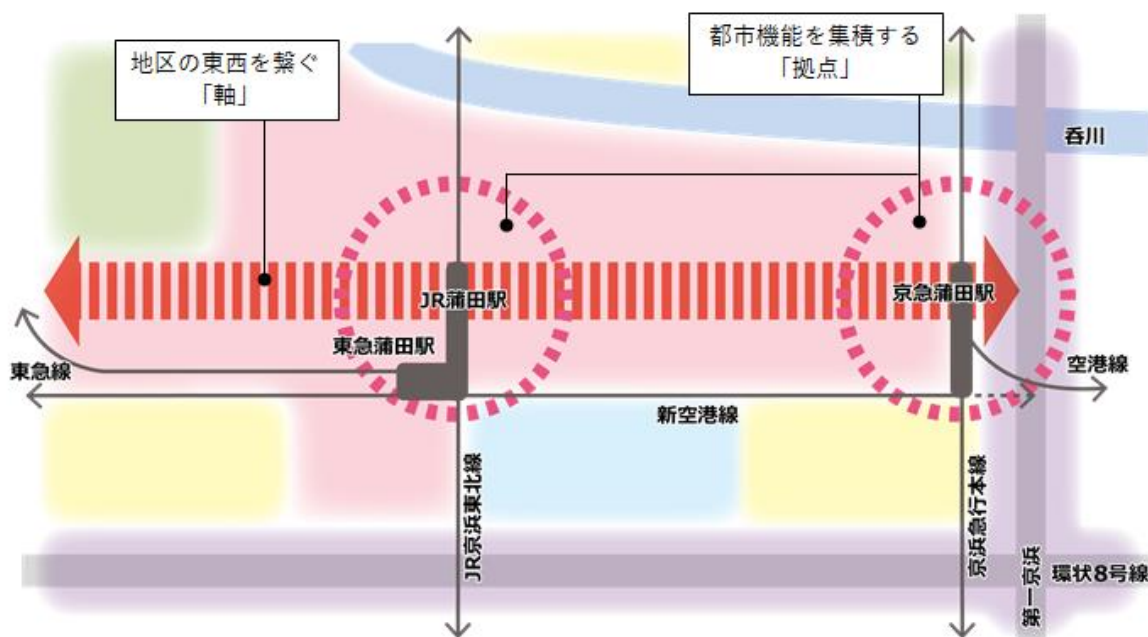 地区の東西を繋ぐ
「軸」
都市機能を集積する
「拠点」
呑川
JR蒲田駅
京急蒲田駅
東急蒲田駅
東急線
空港線
新空港線
JR京浜東北線
京浜急行本線
第一京浜
環状8号線